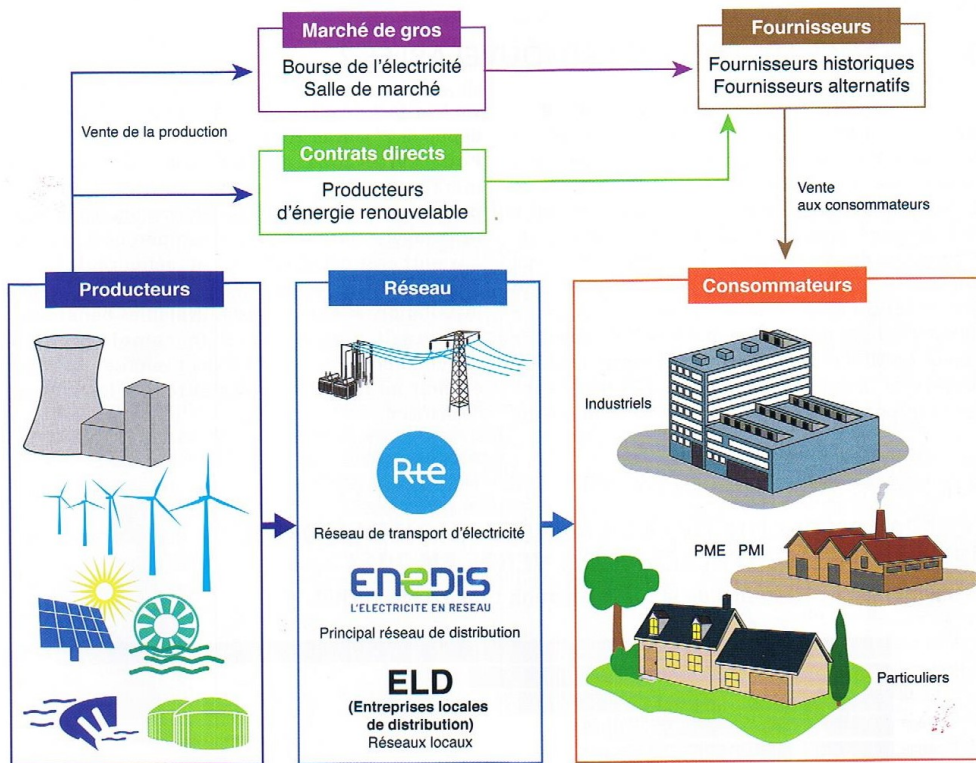 Marché de gros
Bourse de l'électricité
Salle de marché
Fournisseurs
Fournisseurs historiques
Fournisseurs alternatifs
Vente de la production
Contrats directs
Producteurs
d'énergie renouvelable
Vente
aux consommateurs
Producteurs
Réseau
Rte
Réseau de transport d'électricité
ENEDIS
L'ELECTRICITE EN RESEAU
Principal réseau de distribution
ELD
(Entreprises locales
de distribution)
Réseaux locaux
Consommateurs
Industriels
PME PMI
Particuliers